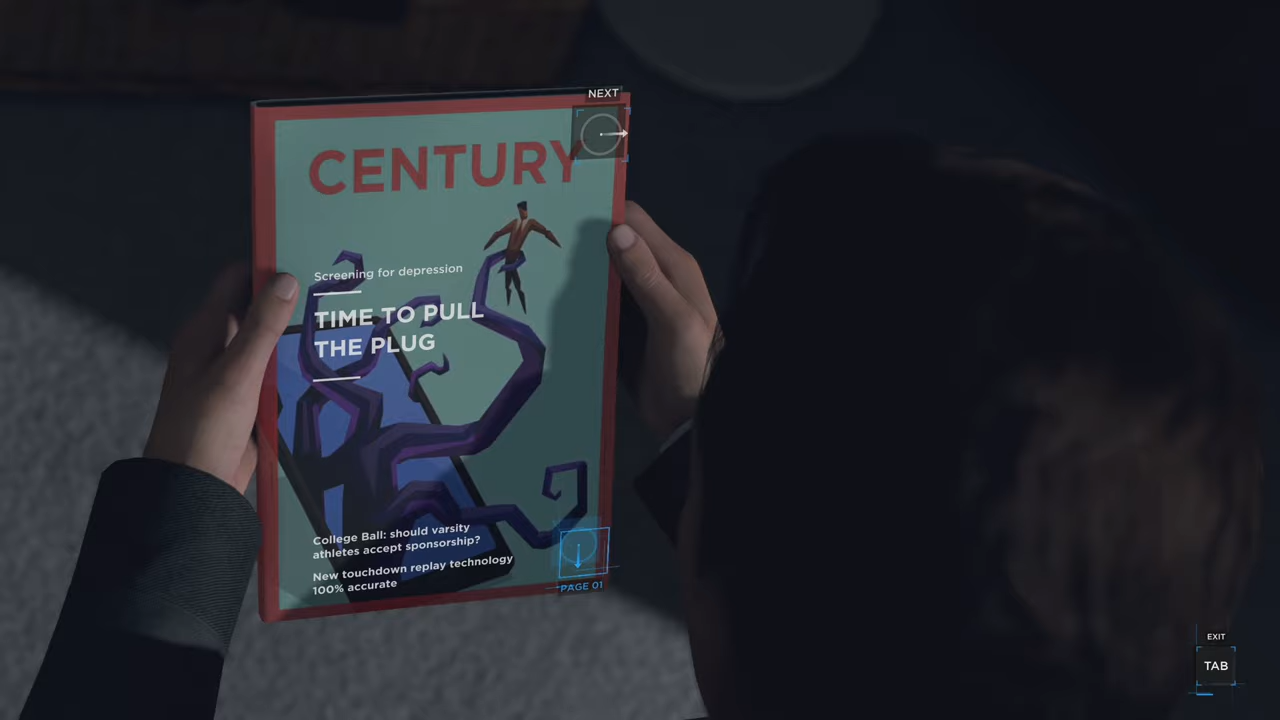 NEXT
CENTURY
Screening for depression
TIME TO PULL
THE PLUG
College Ball: should varsity
athletes accept sponsorship?
New touchdown replay technology
100% accurate
PAGE 01
EXIT
TAB